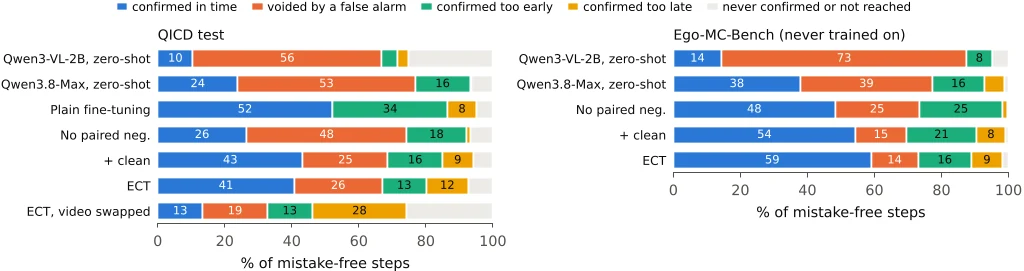 confirmed in time voided by a false alarm confirmed too early confirmed too late never confirmed or not reached
QICD test
Qwen3-VL-2B, zero-shot 10 56
Qwen3.8-Max, zero-shot 24 53 16
Plain fine-tuning 52 34 8
No paired neg. 26 48 18
+ clean 43 25 16 9
ECT 41 26 13 12
ECT, video swapped 13 19 13 28
0 20 40 60 80 100
% of mistake-free steps
Ego-MC-Bench (never trained on)
Qwen3-VL-2B, zero-shot 14 73 8
Qwen3.8-Max, zero-shot 38 39 16
No paired neg. 48 25 25
+ clean 54 15 21 8
ECT 59 14 16 9
0 20 40 60 80 100
% of mistake-free steps